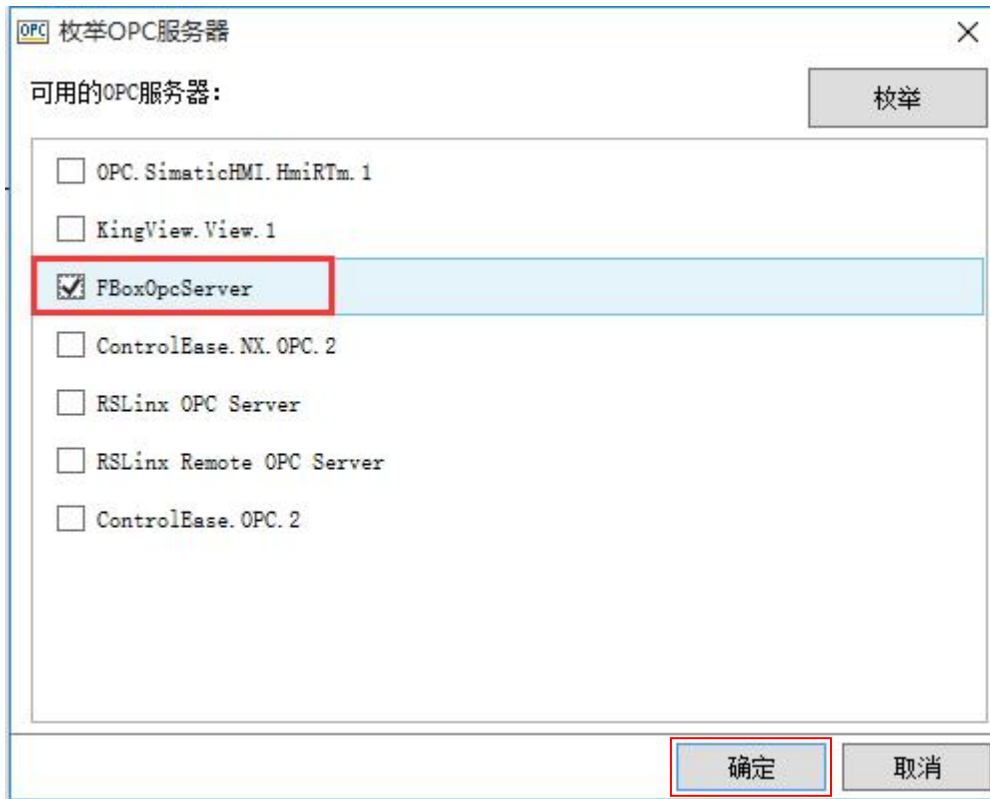 OPC 枚举OPC服务器
可用的OPC服务器:
枚举
OPC.SimaticHMI.HmiRTm.1
KingView.View.1
FBoxOpcServer
ControlEase.NX.OPC.2
RSLinx OPC Server
RSLinx Remote OPC Server
ControlEase.OPC.2
确定 取消